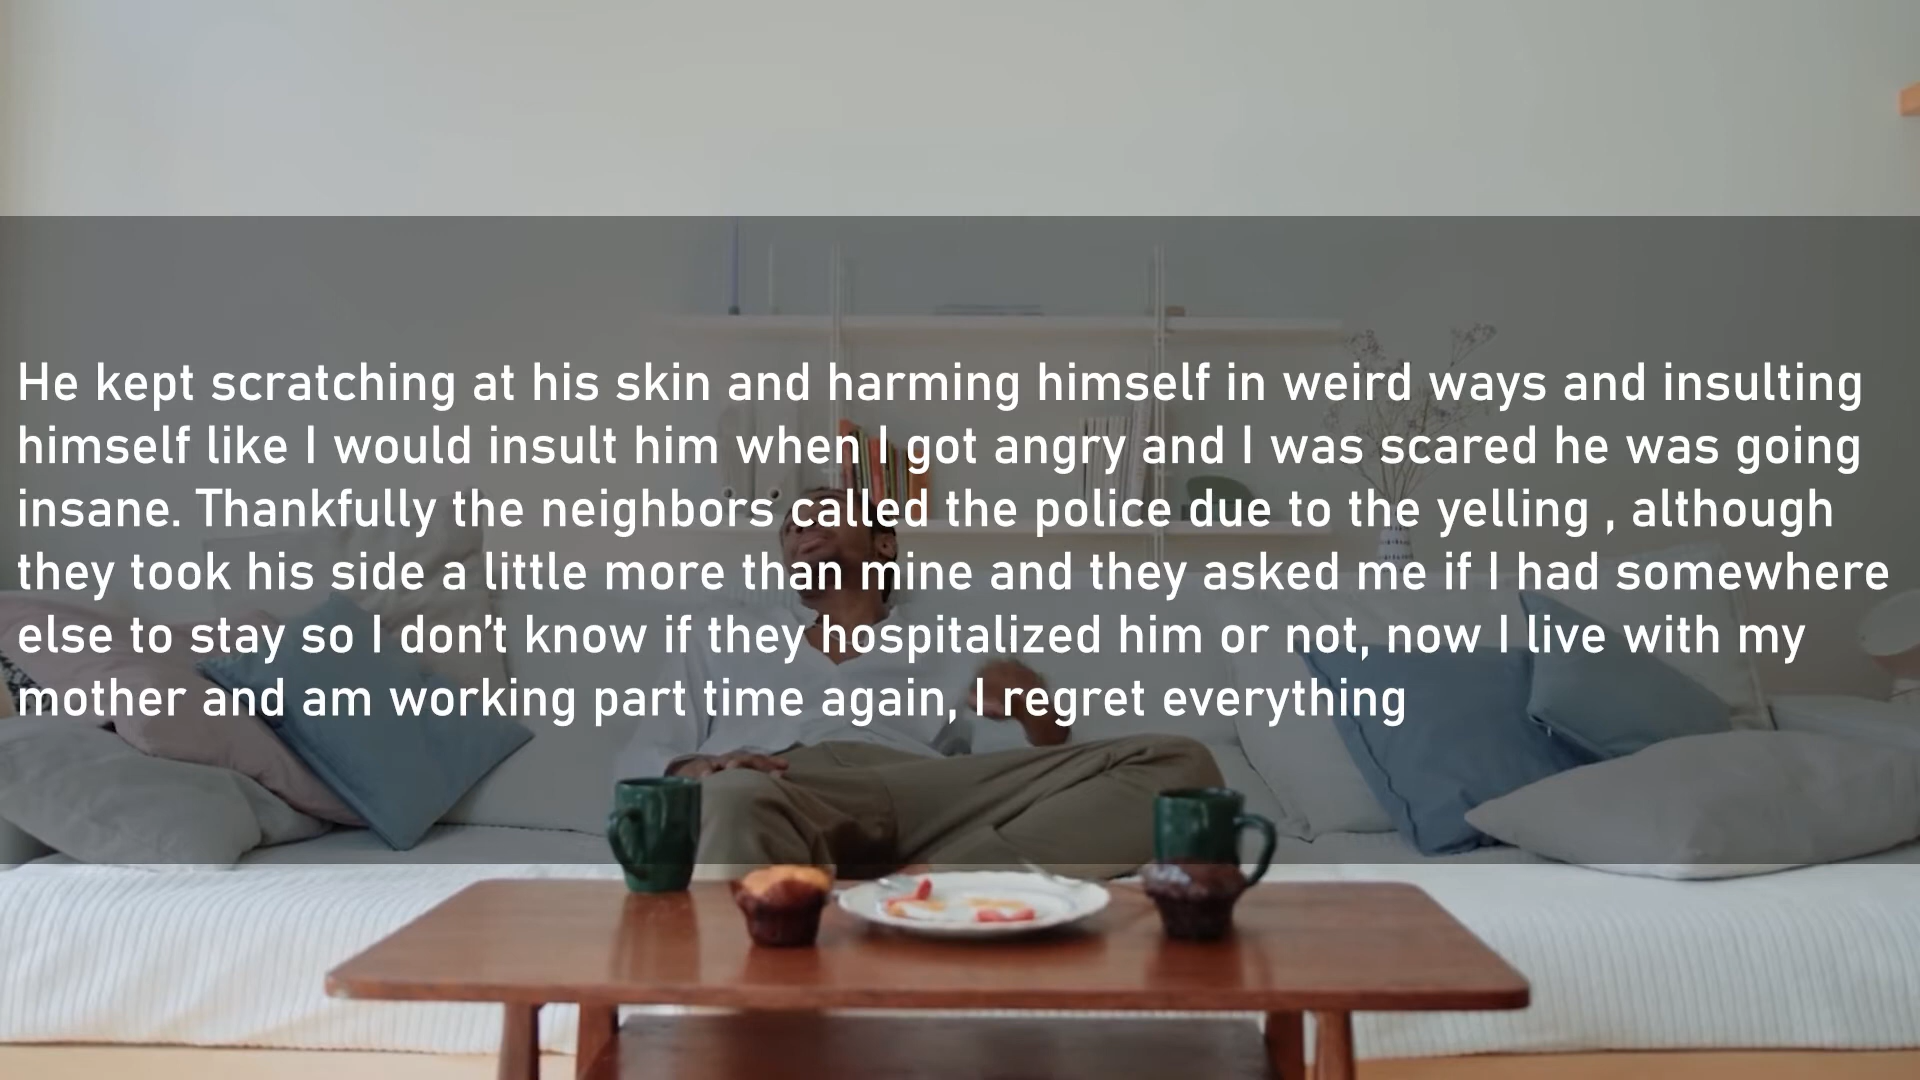 He kept scratching at his skin and harming himself in weird ways and insulting
himself like I would insult him when I got angry and I was scared he was going
insane. Thankfully the neighbors called the police due to the yelling , although
they took his side a little more than mine and they asked me if I had somewhere
else to stay so I don’t know if they hospitalized him or not, now I live with my
mother and am working part time again, I regret everything